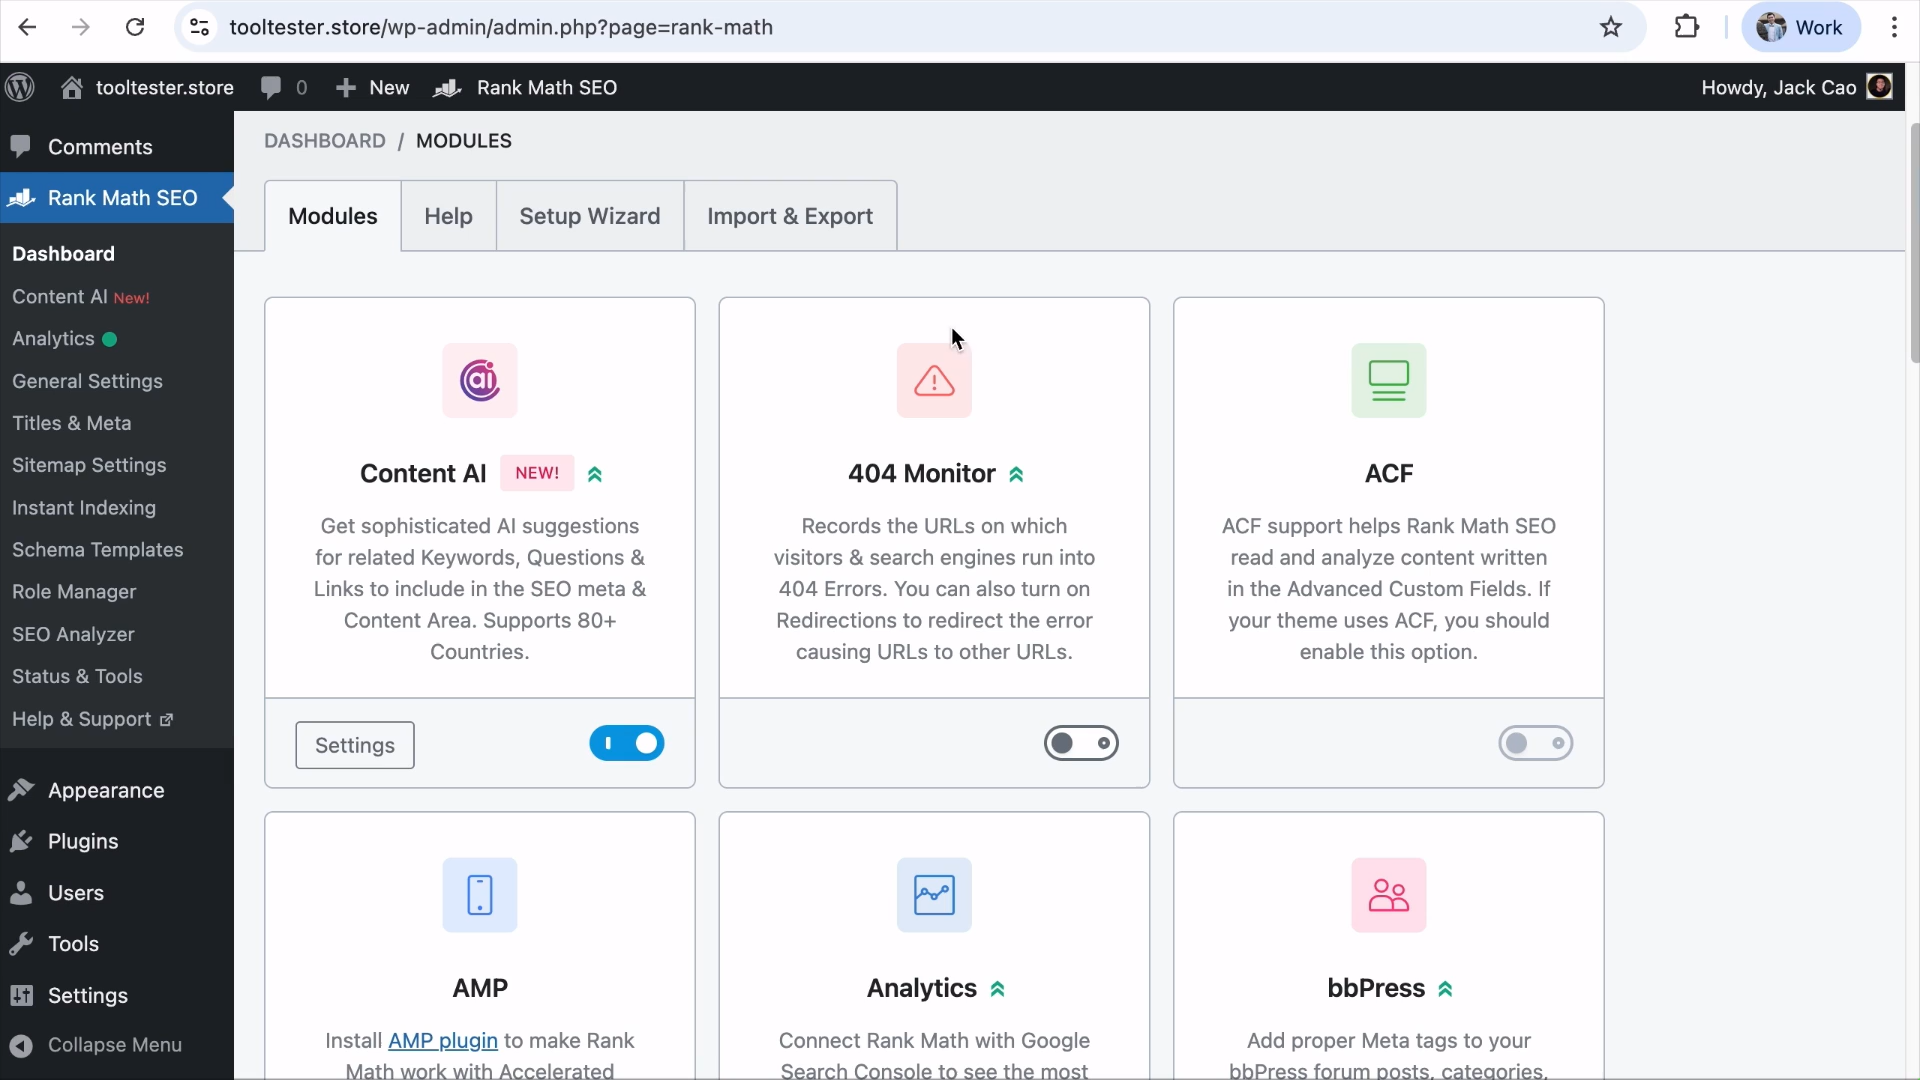 tooltester.store/wp-admin/admin.php?page=rank-math
Work
tooltester.store
0
New
Rank Math SEO
Howdy, Jack Cao
Comments
Rank Math SEO
Dashboard
Content AI New!
Analytics
General Settings
Titles & Meta
Sitemap Settings
Instant Indexing
Schema Templates
Role Manager
SEO Analyzer
Status & Tools
Help & Support
Appearance
Plugins
Users
Tools
Settings
Collapse Menu
DASHBOARD / MODULES
Modules
Help
Setup Wizard
Import & Export
ai
Content AI NEW!
Get sophisticated AI suggestions
for related Keywords, Questions &
Links to include in the SEO meta &
Content Area. Supports 80+
Countries.
Settings
404 Monitor
Records the URLs on which
visitors & search engines run into
404 Errors. You can also turn on
Redirections to redirect the error
causing URLs to other URLs.
ACF
ACF support helps Rank Math SEO
read and analyze content written
in the Advanced Custom Fields. If
your theme uses ACF, you should
enable this option.
AMP
Install AMP plugin to make Rank
Math work with Accelerated
Analytics
Connect Rank Math with Google
Search Console to see the most
bbPress
Add proper Meta tags to your
bbPress forum posts, categories,